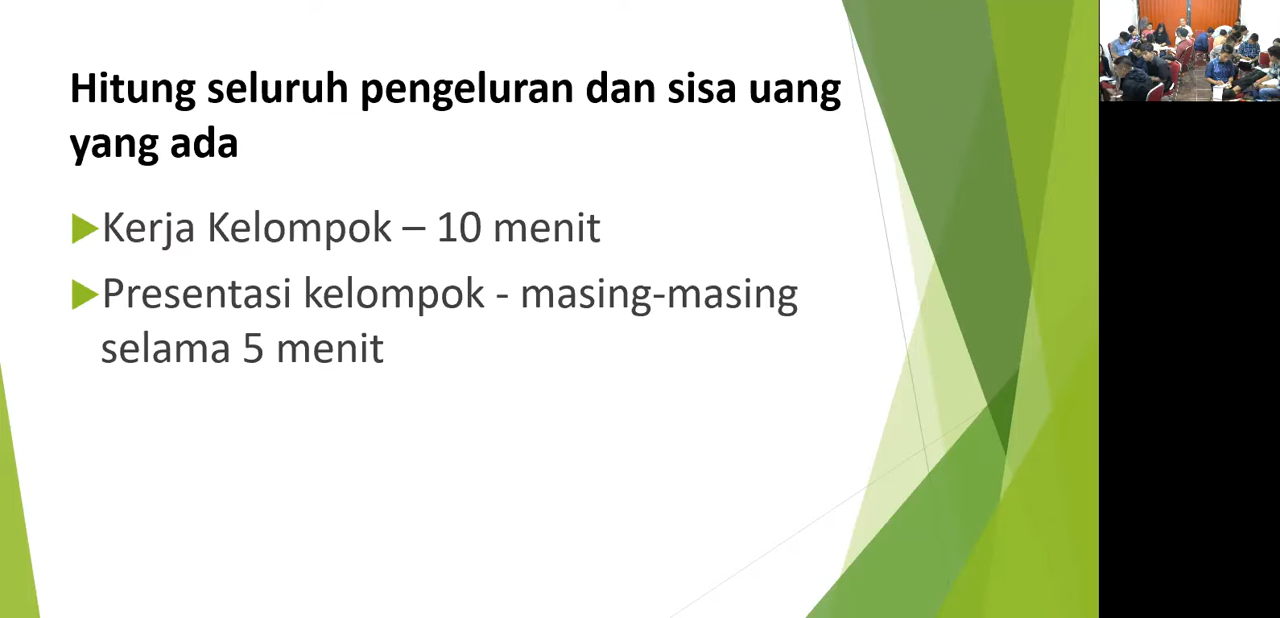 Hitung seluruh pengeluran dan sisa uang
yang ada
Kerja Kelompok – 10 menit
Presentasi kelompok - masing-masing
selama 5 menit